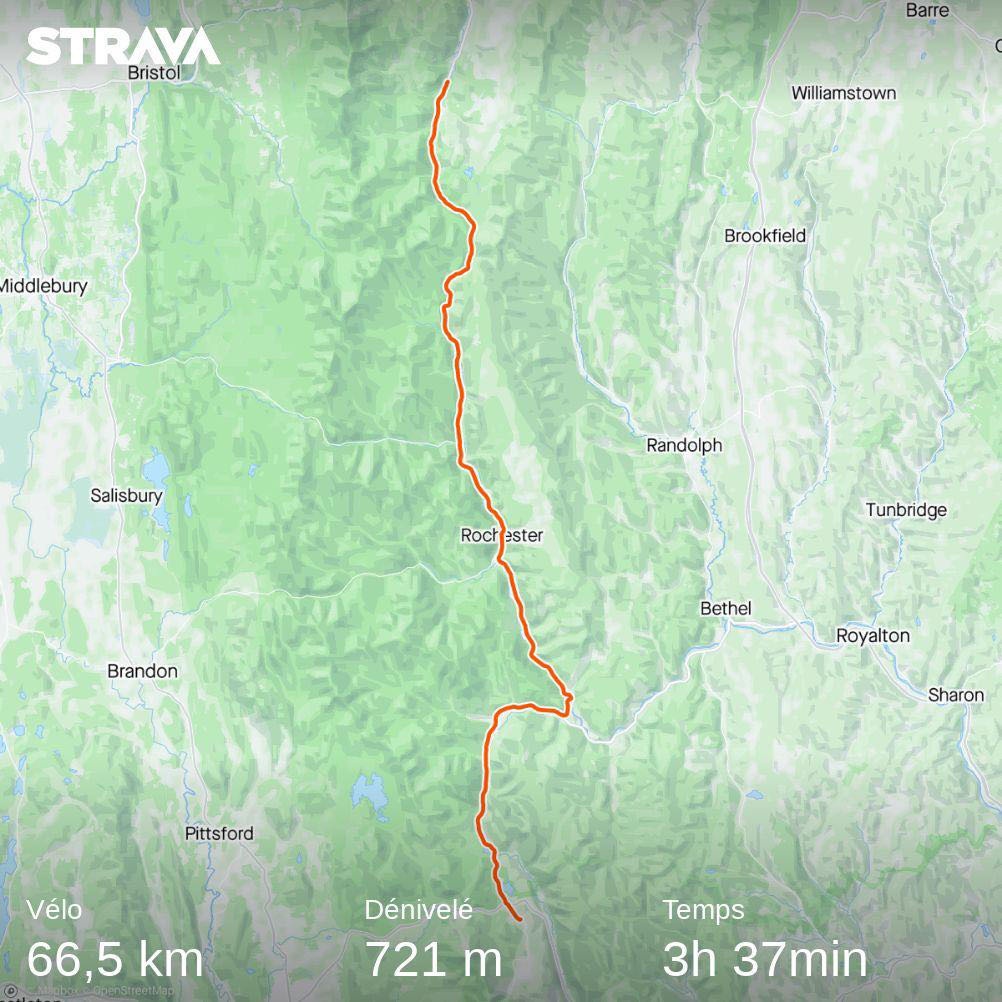 Barre
STRAVA
Bristol
Williamstown
Brookfield
Middlebury
Randolph
Salisbury
Tunbridge
Rochester
Bethel
Royalton
Brandon
Sharon
Pittsford
Vélo
Dénivelé
Temps
66,5 km
721 m
3h 37min
© Mapbox © OpenStreetMap